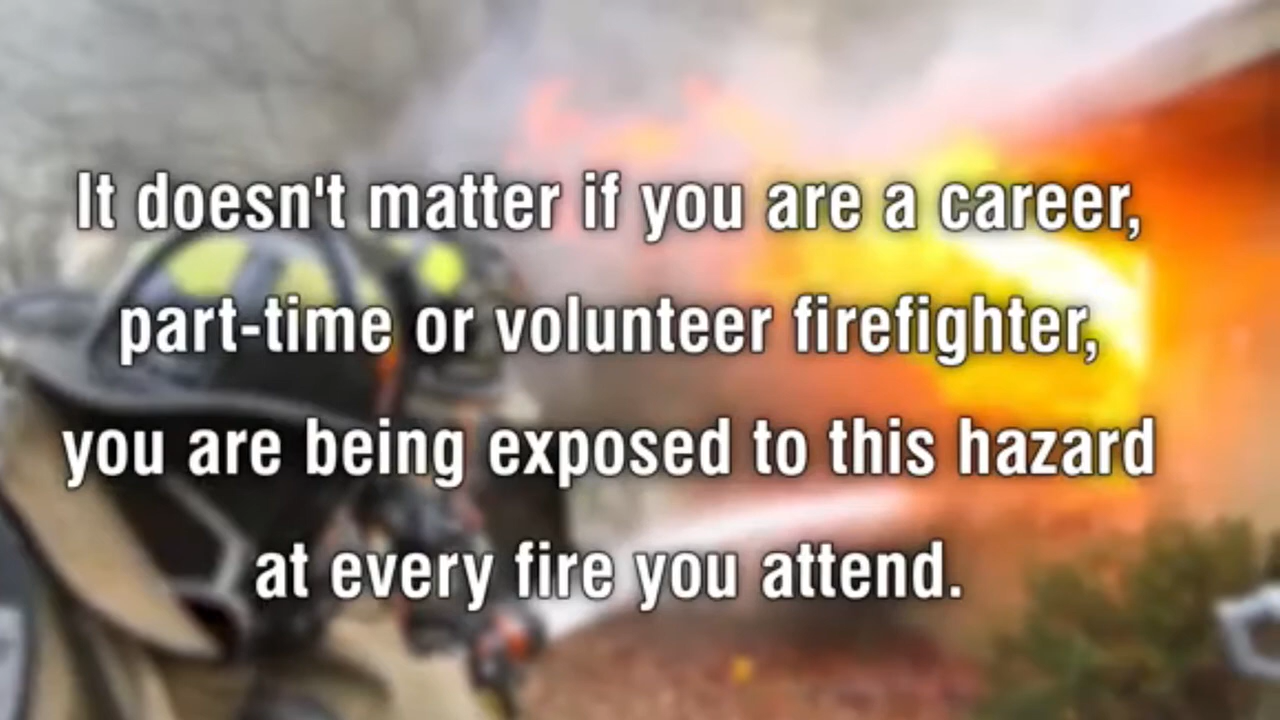 It doesn't matter if you are a career,
part-time or volunteer firefighter,
you are being exposed to this hazard
at every fire you attend.